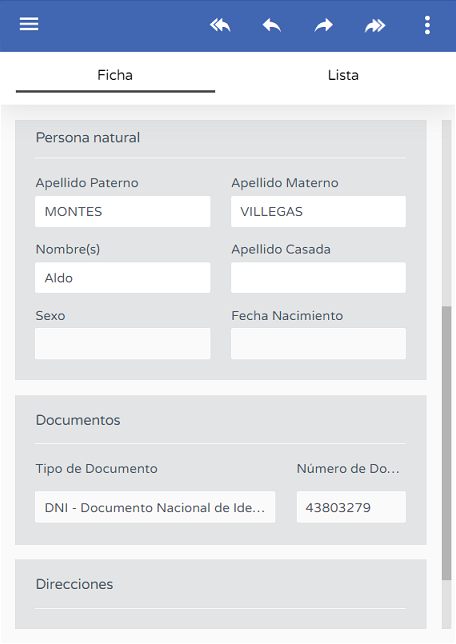 Ficha Lista
Persona natural
Apellido Paterno Apellido Materno
MONTES VILLEGAS
Nombre(s) Apellido Casada
Aldo
Sexo Fecha Nacimiento
Documentos
Tipo de Documento Número de Do...
DNI - Documento Nacional de Ide... 43803279
Direcciones